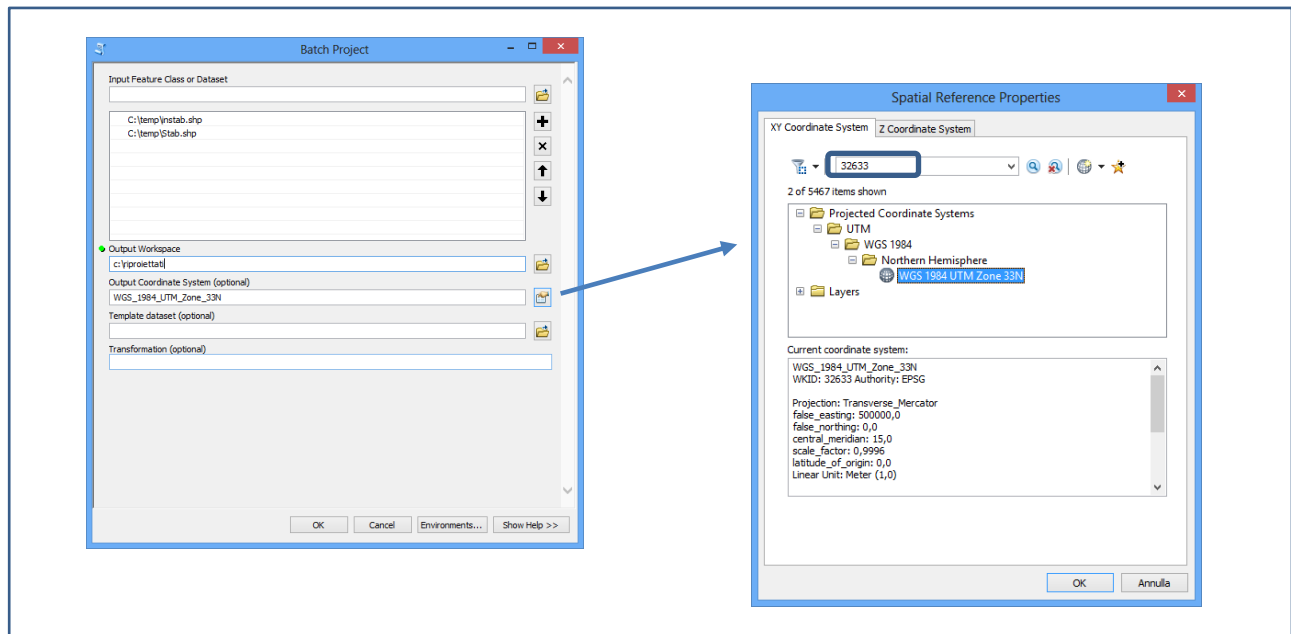 Batch Project
Input Feature Class or Dataset
C:\temp\instab.shp
C:\temp\Stab.shp
Output Workspace
c:\riproiettati
Output Coordinate System (optional)
WGS_1984_UTM_Zone_33N
Template dataset (optional)
Transformation (optional)
OK Cancel Environments... Show Help >>
Spatial Reference Properties
XY Coordinate System Z Coordinate System
32633
2 of 5467 items shown
Projected Coordinate Systems
UTM
WGS 1984
Northern Hemisphere
WGS 1984 UTM Zone 33N
Layers
Current coordinate system:
WGS_1984_UTM_Zone_33N
WKID: 32633 Authority: EPSG
Projection: Transverse_Mercator
false_easting: 500000,0
false_northing: 0,0
central_meridian: 15,0
scale_factor: 0,9996
latitude_of_origin: 0,0
Linear Unit: Meter (1,0)
OK Annulla